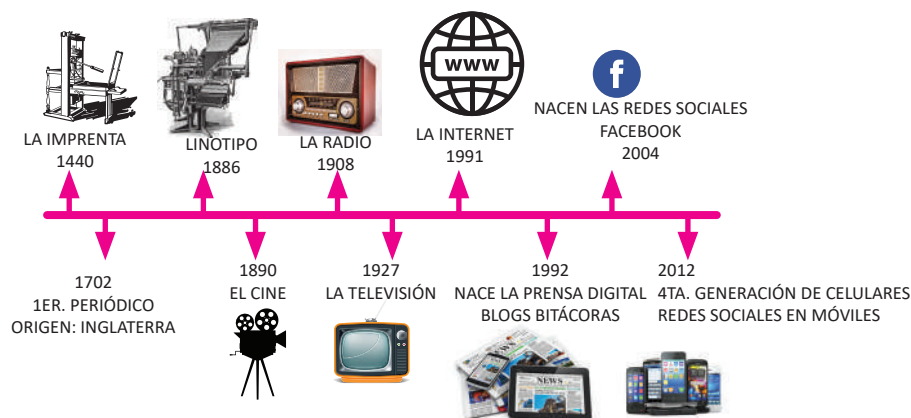 LA IMPRENTA
1440
LINOTIPO
1886
LA RADIO
1908
www
LA INTERNET
1991
f
NACEN LAS REDES SOCIALES
FACEBOOK
2004
1702
1ER. PERIÓDICO
ORIGEN: INGLATERRA
1890
EL CINE
1927
LA TELEVISIÓN
1992
NACE LA PRENSA DIGITAL
BLOGS BITÁCORAS
NEWS
2012
4TA. GENERACIÓN DE CELULARES
REDES SOCIALES EN MÓVILES